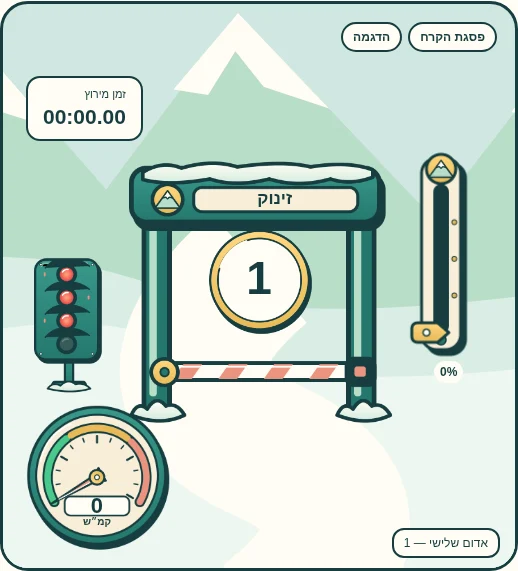 פסגת הקרח
הדגמה
זמן מירוץ
00:00.00
זינוק
1
0%
0
קמ״ש
אדום שלישי — 1